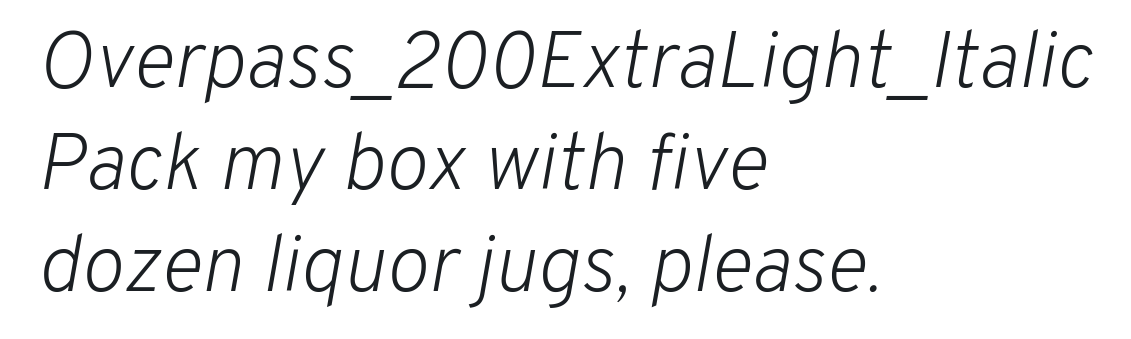 Overpass_200ExtraLight_Italic
Pack my box with five
dozen liquor jugs, please.